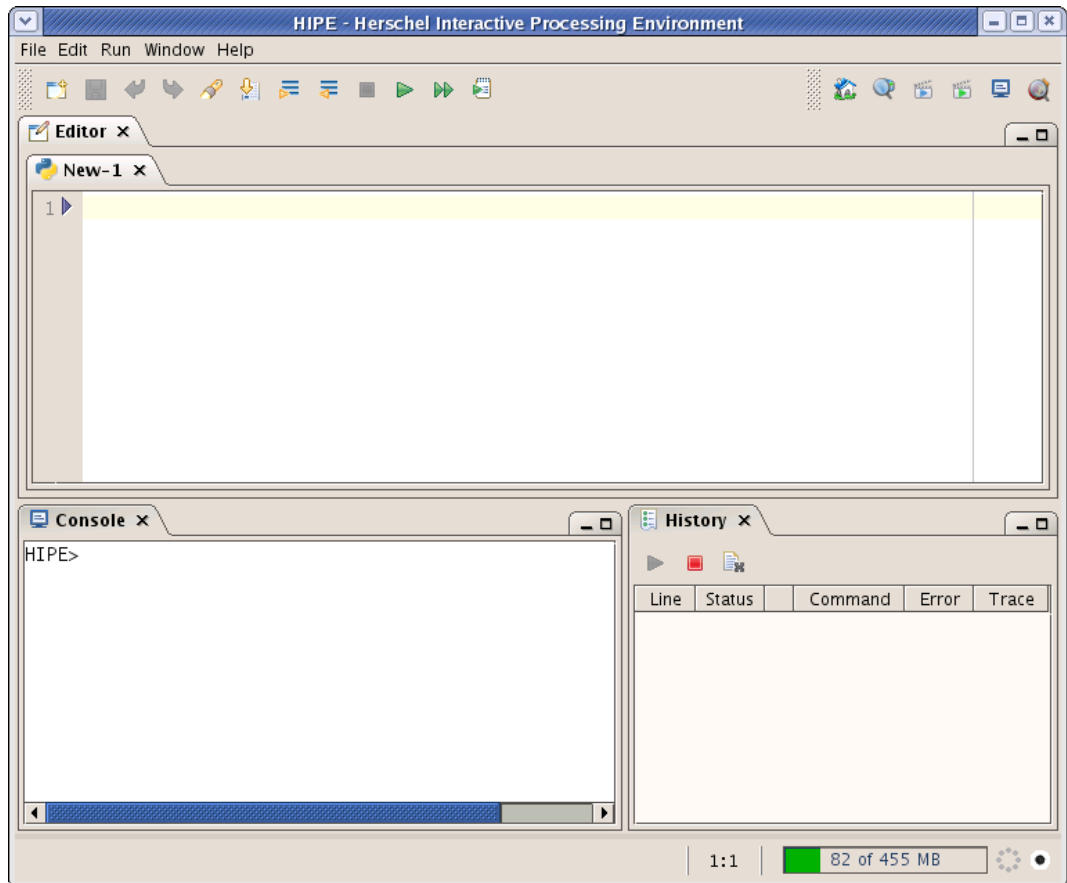 HIPE - Herschel Interactive Processing Environment
File Edit Run Window Help
Editor
New-1
1
Console
HIPE>
History
Line Status Command Error Trace
1:1 82 of 455 MB